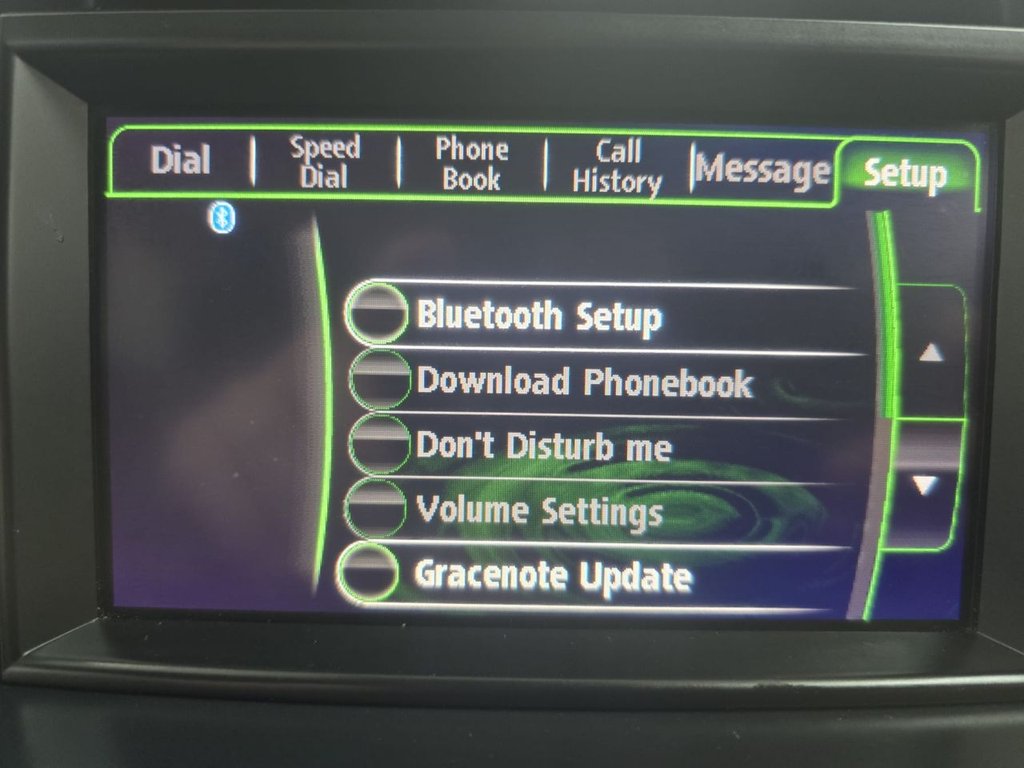 Dial
Speed
Dial
Phone
Book
Call
History
Message
Setup
Bluetooth Setup
Download Phonebook
Don't Disturb me
Volume Settings
Gracenote Update